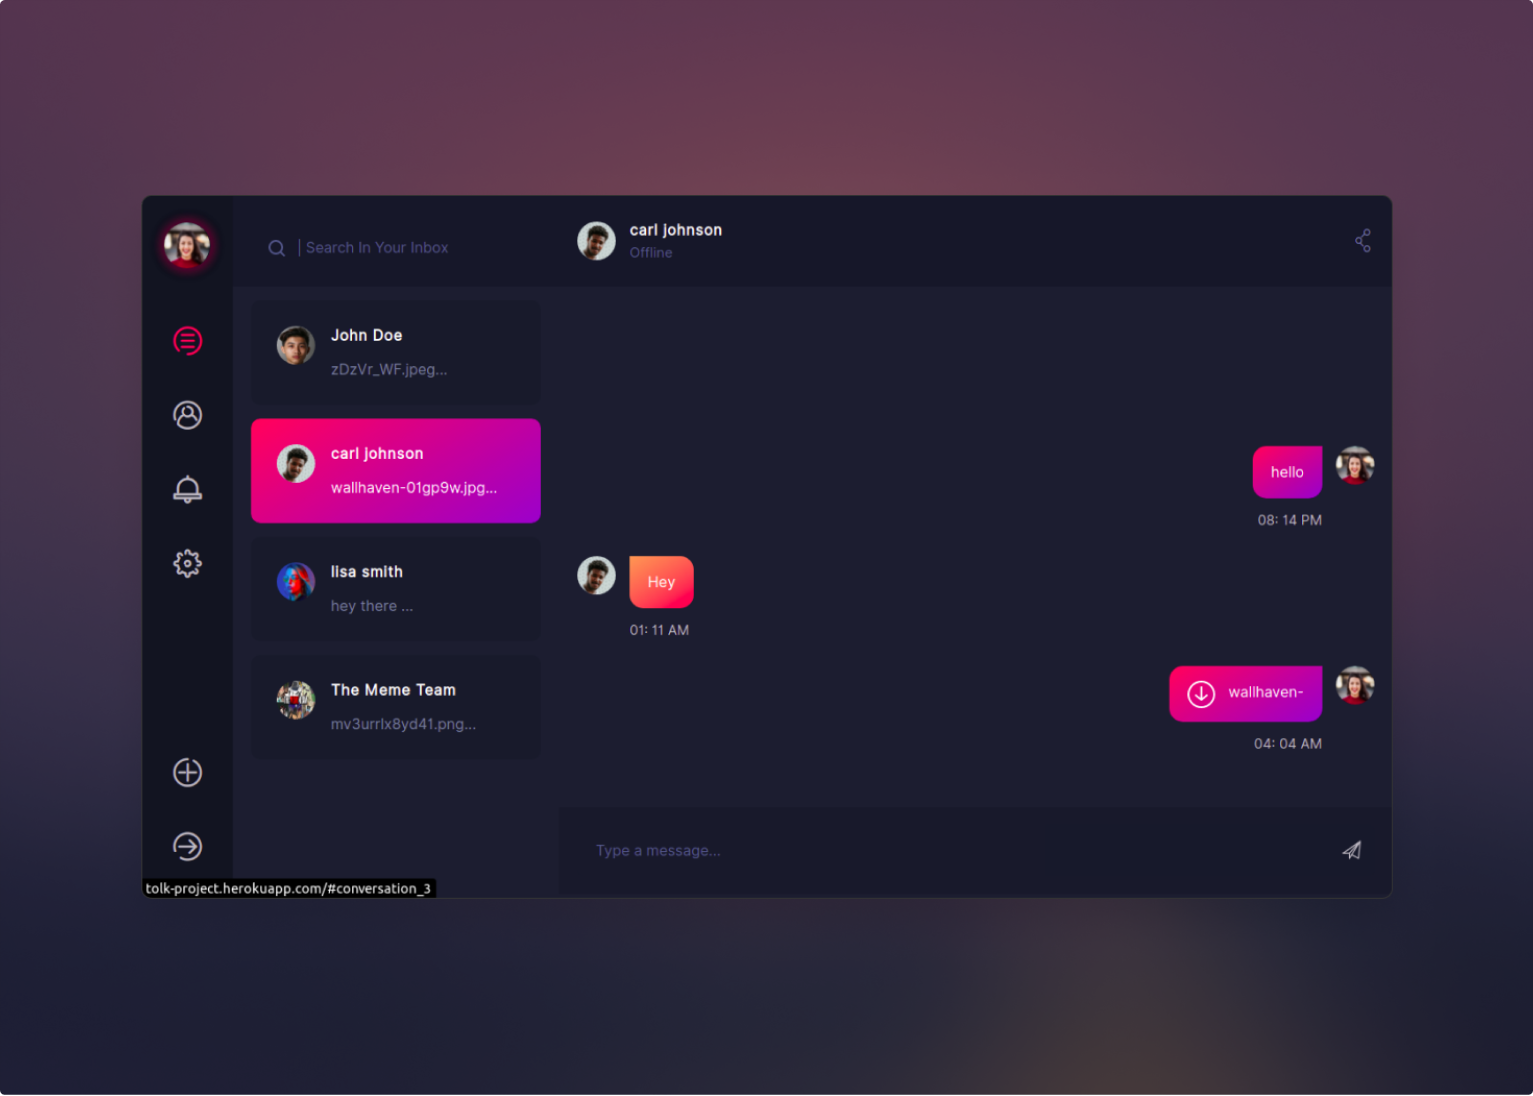 | Search In Your Inbox
carl johnson
Offline
John Doe
zDzVr_WF.jpeg...
carl johnson
wallhaven-01gp9w.jpg...
lisa smith
hey there ...
The Meme Team
mv3urrlx8yd41.png...
hello
08: 14 PM
Hey
01: 11 AM
wallhaven-
04: 04 AM
Type a message...
tolk-project.herokuapp.com/#conversation_3